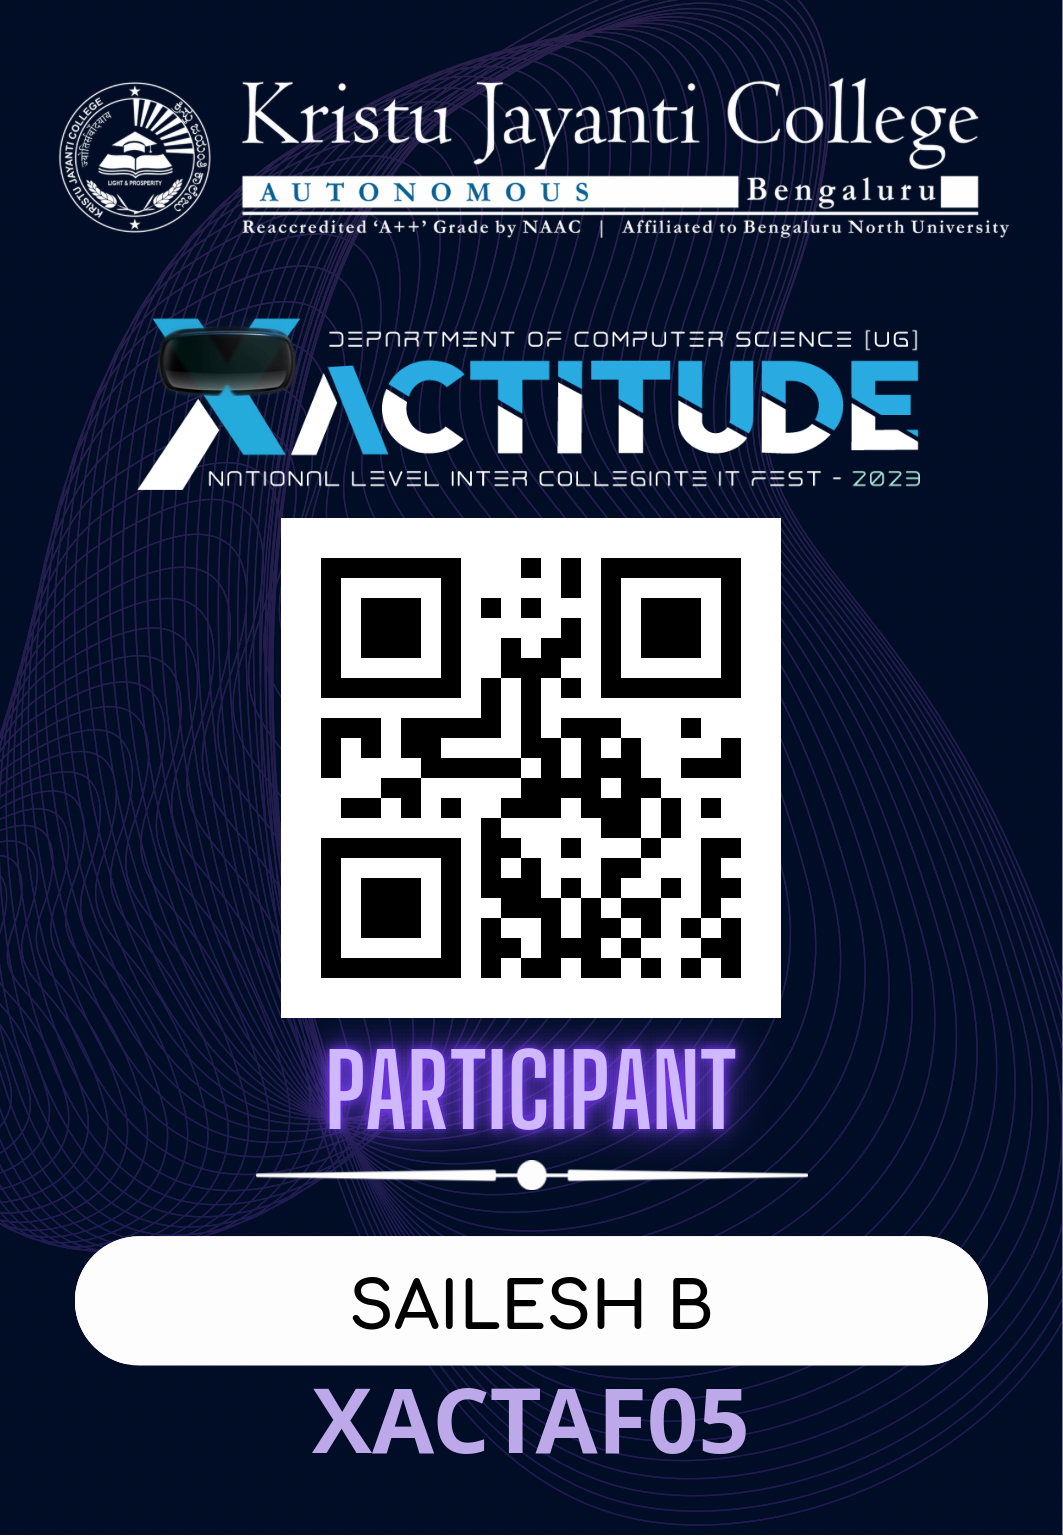 KRISTU JAYANTI COLLEGE
LIGHT & PROSPERITY
Kristu Jayanti College
AUTONOMOUS Bengaluru
Reaccredited ‘A++’ Grade by NAAC | Affiliated to Bengaluru North University
DEPARTMENT OF COMPUTER SCIENCE [UG]
XACTITUDE
NATIONAL LEVEL INTER COLLEGIATE IT FEST - 2023
PARTICIPANT
SAILESH B
XACTAF05